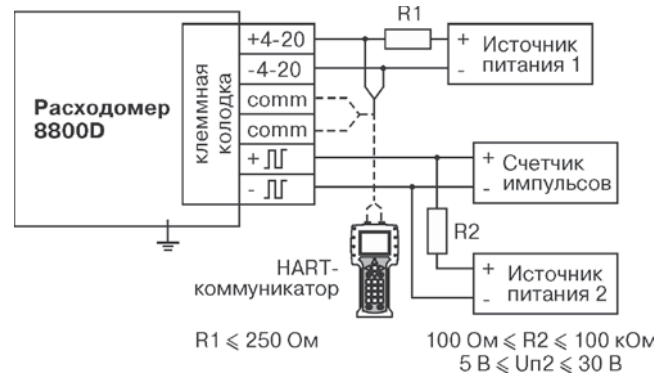 R1
+4-20
-4-20
comm
comm
+
-
клеммная
колодка
Расходомер
8800D
+
-
Источник
питания 1
+
-
Счетчик
импульсов
R2
+
-
Источник
питания 2
HART-
коммуникатор
R1 ⩽ 250 Ом
100 Ом ⩽ R2 ⩽ 100 кОм
5 В ⩽ Uп2 ⩽ 30 В